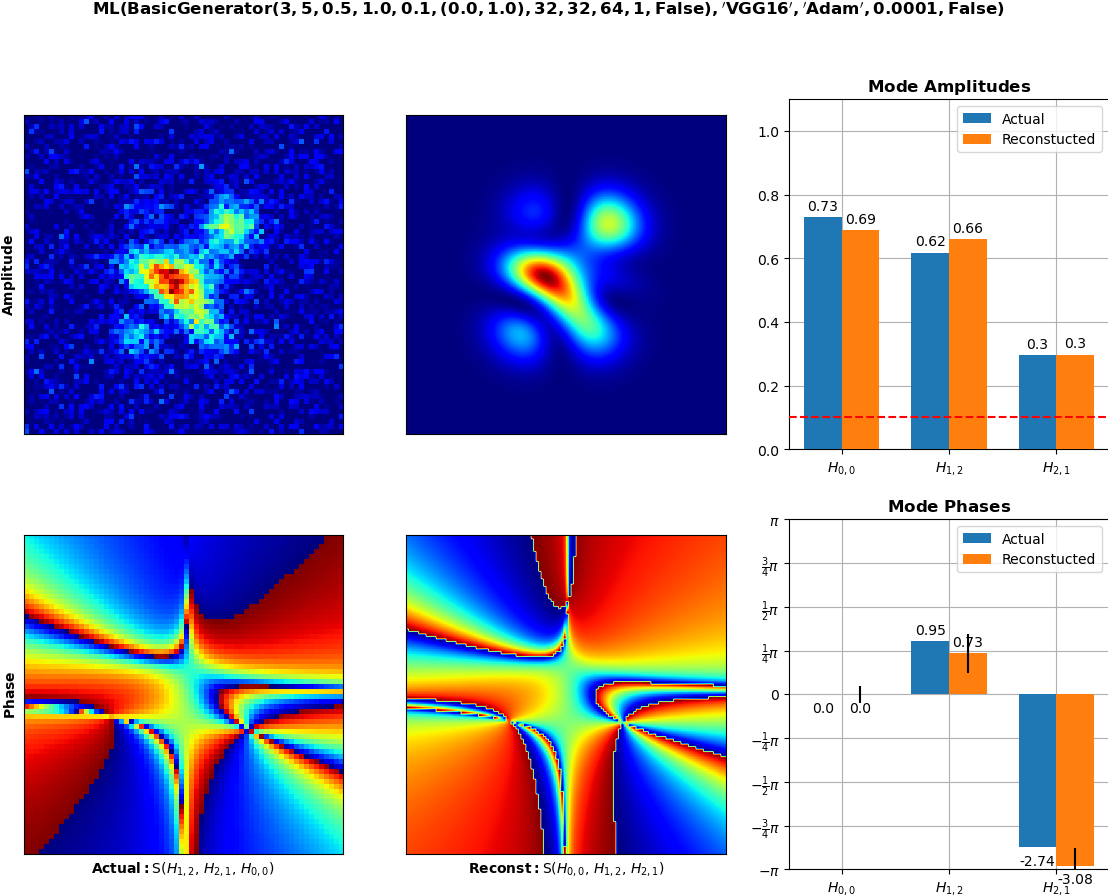 ML(BasicGenerator(3, 5, 0.5, 1.0, 0.1, (0.0, 1.0), 32, 32, 64, 1, False), ′VGG16′, ′Adam′, 0.0001, False)
Amplitude
Mode Amplitudes
Actual
Reconstucted
1.0
0.8
0.6
0.4
0.2
0.0
0.73
0.69
0.62
0.66
0.3
0.3
H0,0
H1,2
H2,1
Phase
Actual: S(H1,2, H2,1, H0,0)
Reconst: S(H0,0, H1,2, H2,1)
Mode Phases
Actual
Reconstucted
π
3/4π
1/2π
1/4π
0
−1/4π
−1/2π
−3/4π
−π
0.0
0.0
0.95
0.73
-2.74
-3.08
H0,0
H1,2
H2,1